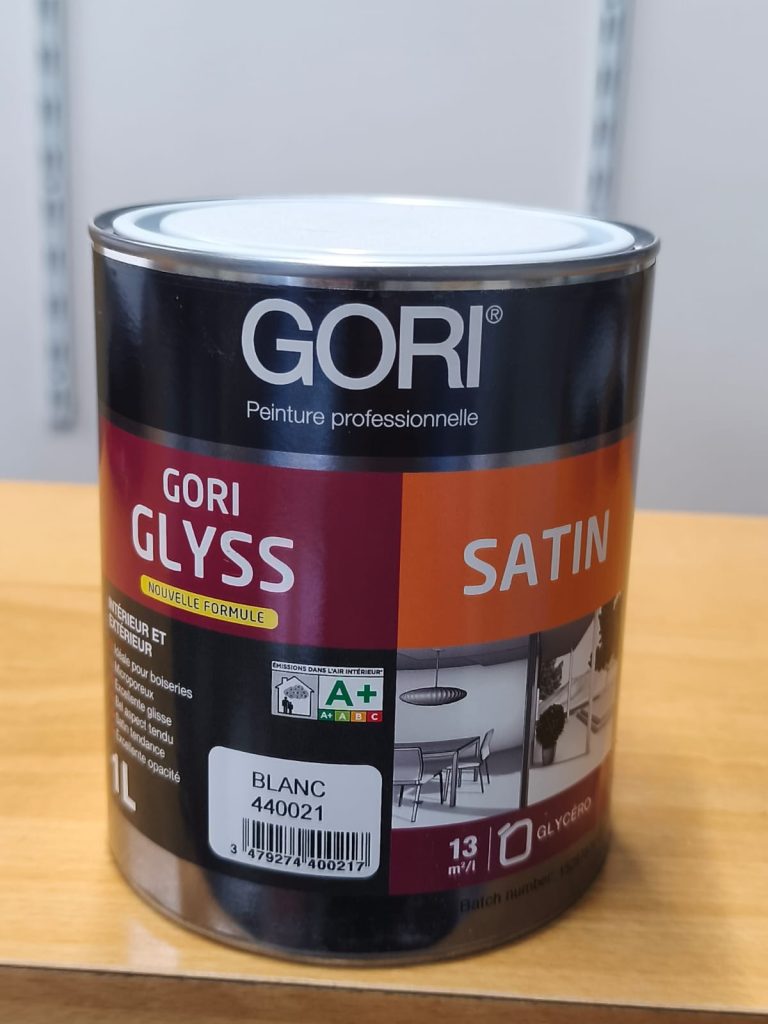 GORI®
Peinture professionnelle
GORI
GLYSS
NOUVELLE FORMULE
SATIN
INTÉRIEUR ET
EXTÉRIEUR
Idéale pour boiseries
Microporeux
Excellente glisse
Bel aspect tendu
Satin tendance
Excellente opacité
1L
ÉMISSIONS DANS L'AIR INTÉRIEUR*
A+
A+ A B C
BLANC
440021
3 479274 400217
13
m²/l
GLYCÉRO
Batch number: